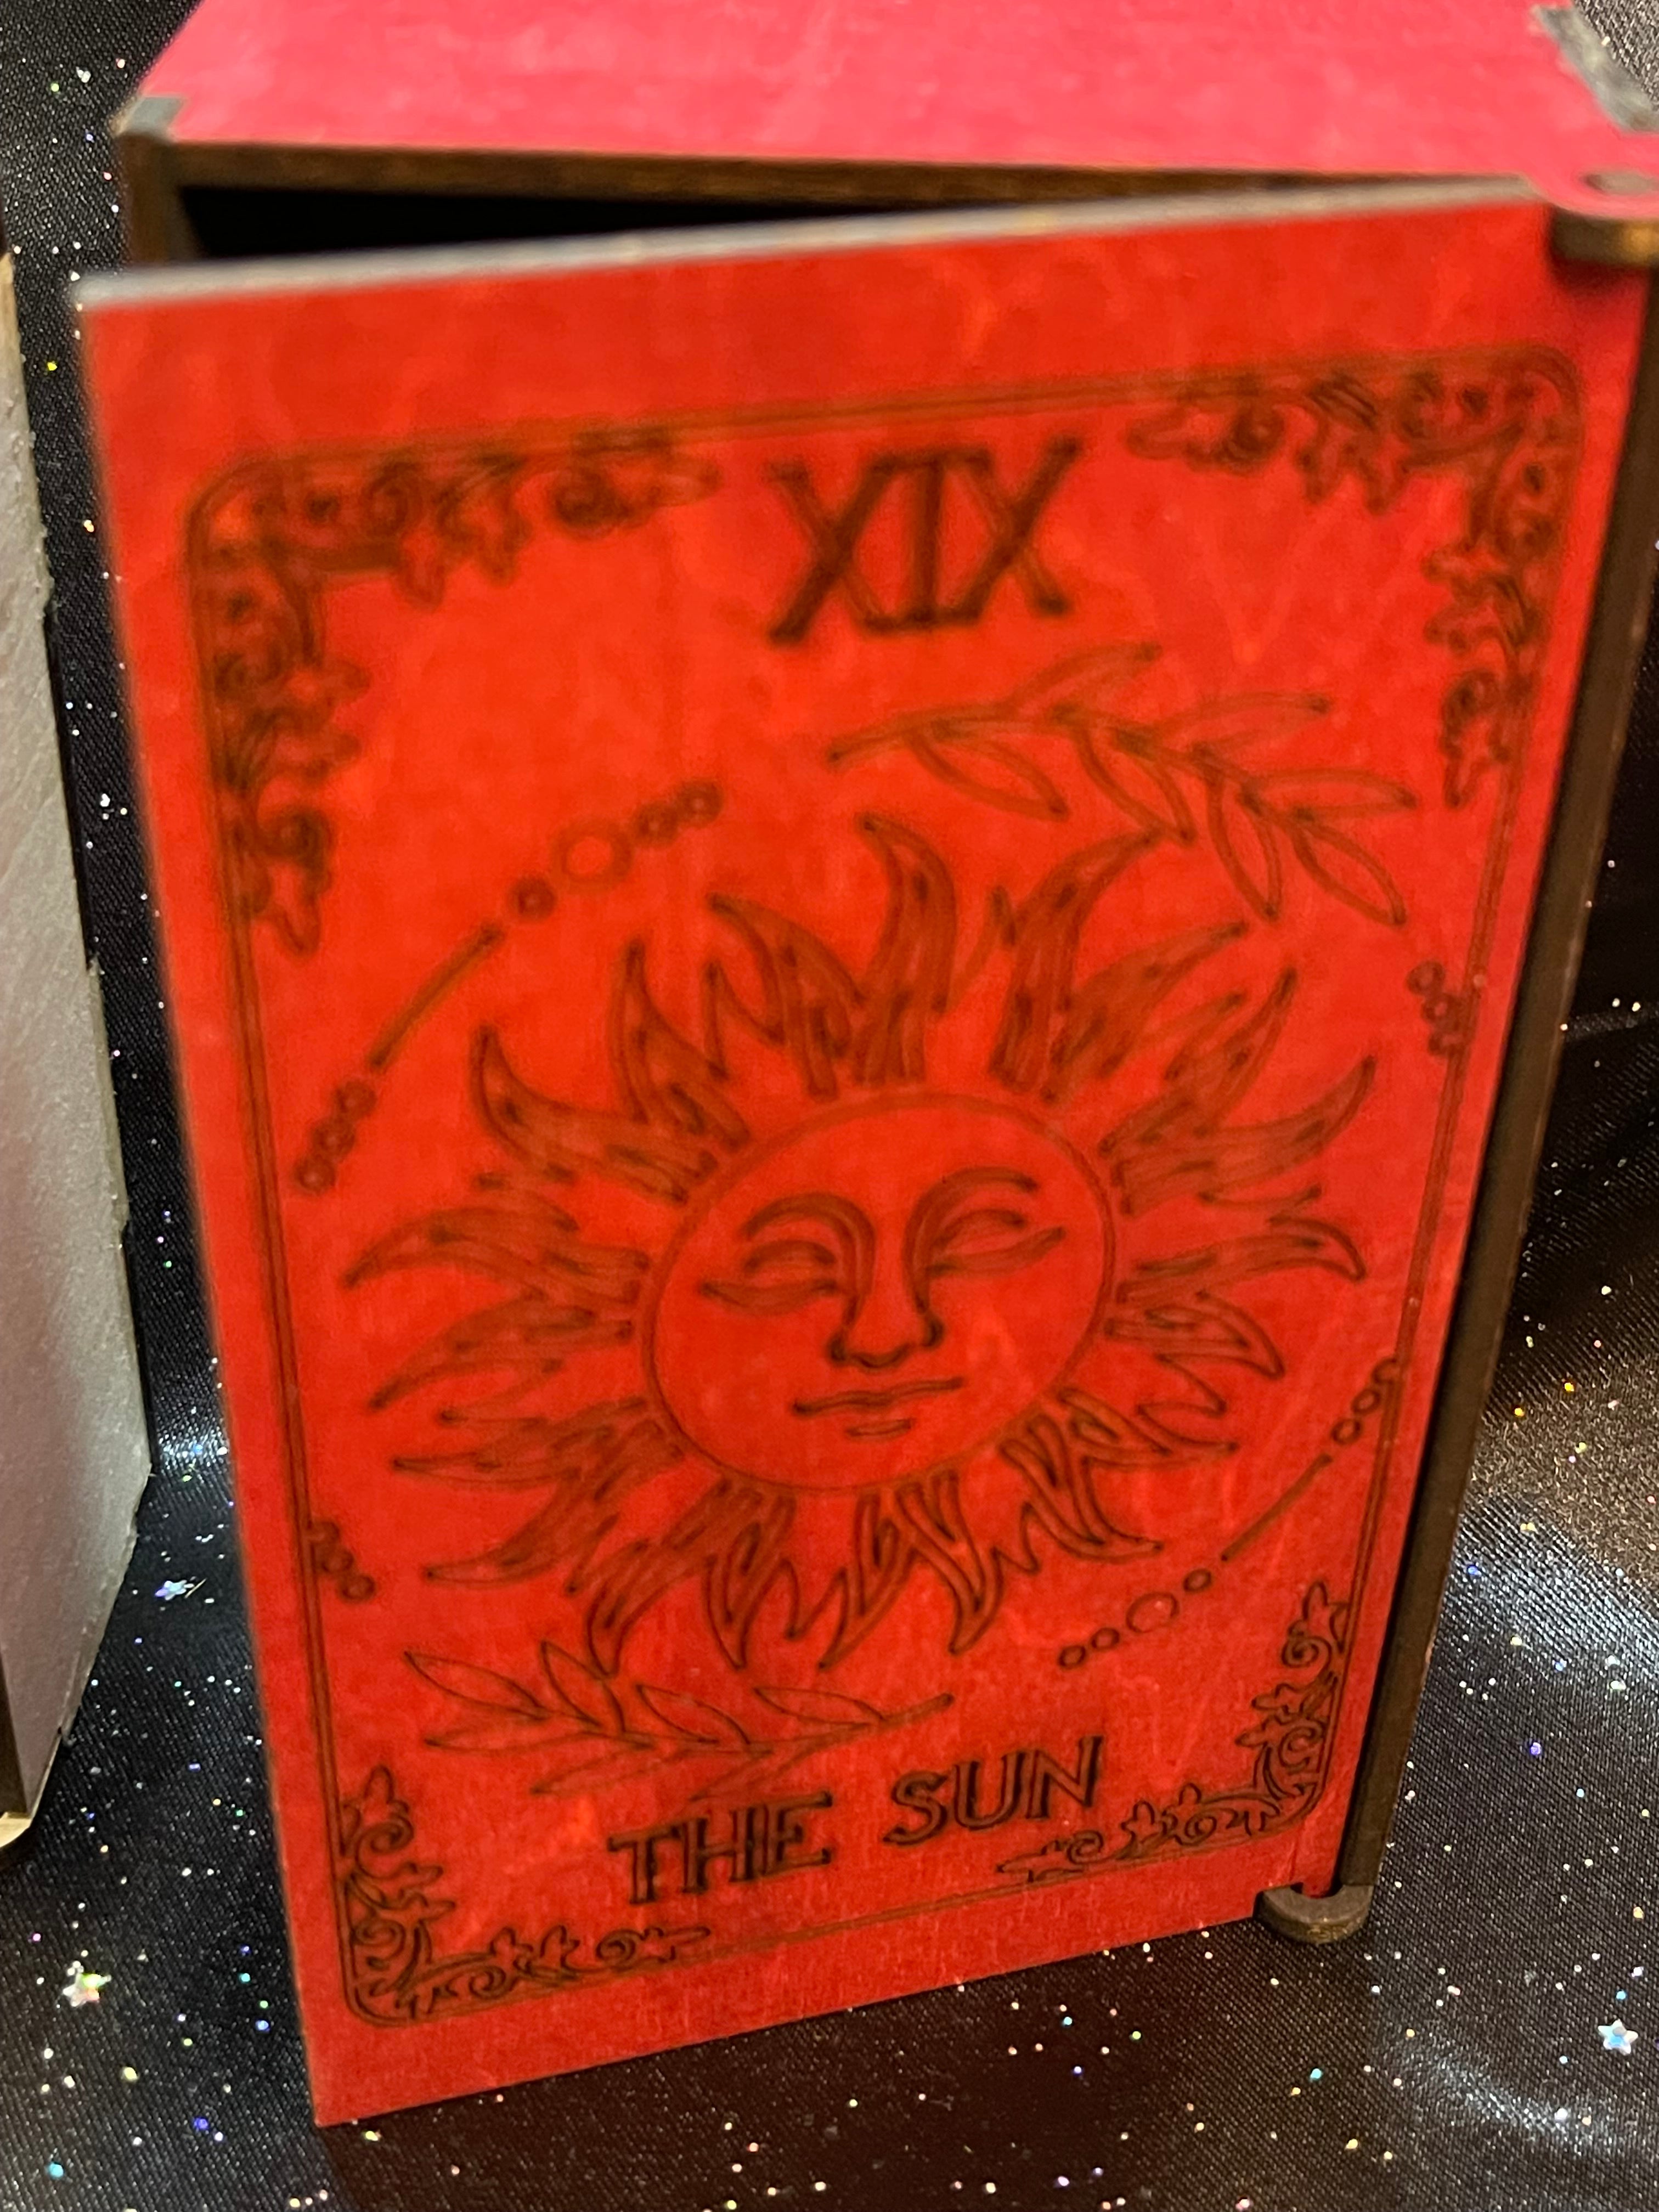 XIX
THE SUN